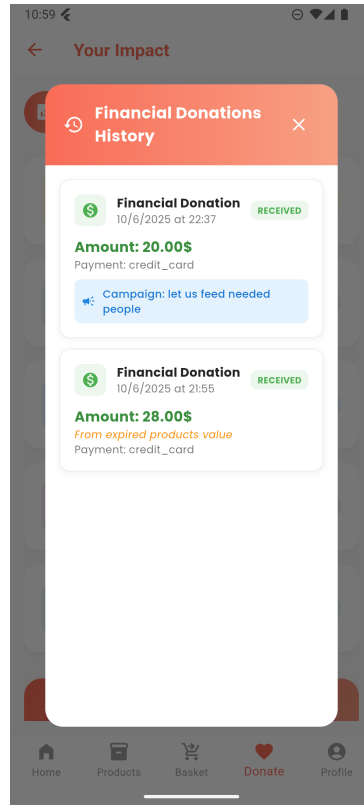 10:59
Your Impact
Financial Donations
History
Financial Donation
10/6/2025 at 22:37
RECEIVED
Amount: 20.00$
Payment: credit_card
Campaign: let us feed needed
people
Financial Donation
10/6/2025 at 21:55
RECEIVED
Amount: 28.00$
From expired products value
Payment: credit_card
Home
Products
Basket
Donate
Profile